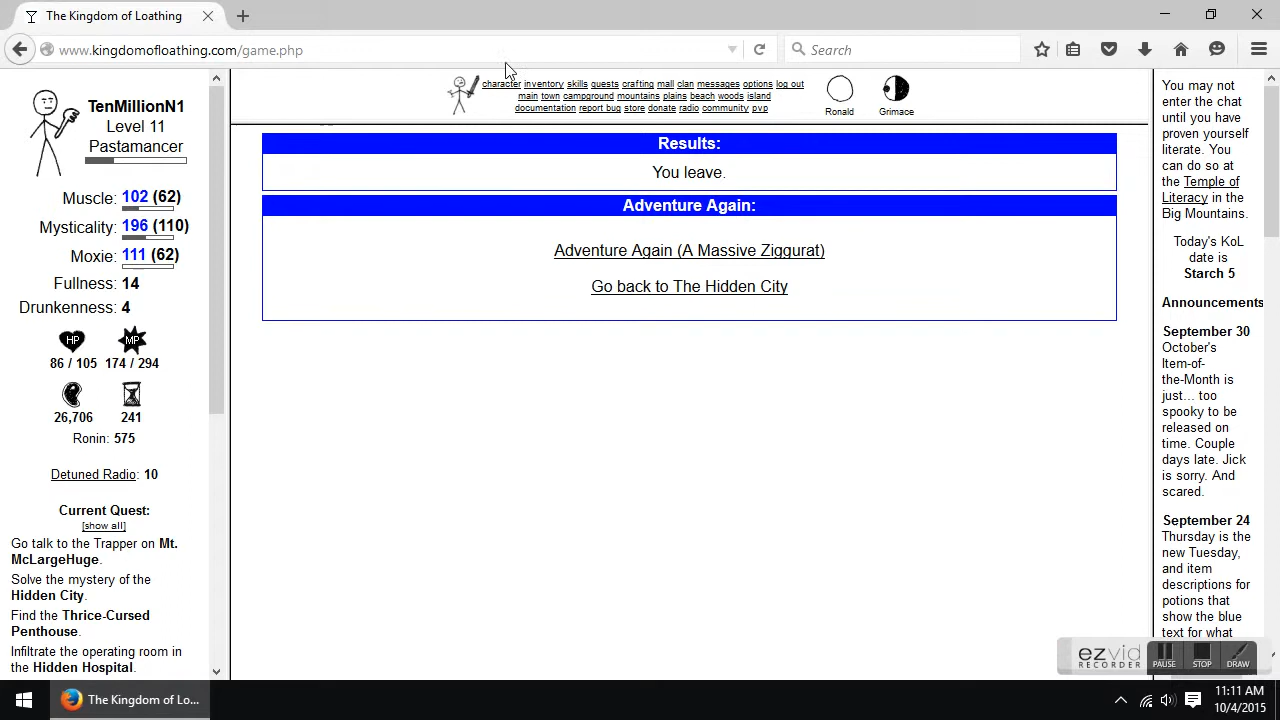 The Kingdom of Loathing
www.kingdomofloathing.com/game.php
Search
TenMillionN1
Level 11
Pastamancer
Muscle: 102 (62)
Mysticality: 196 (110)
Moxie: 111 (62)
Fullness: 14
Drunkenness: 4
HP MP
86 / 105 174 / 294
26,706 241
Ronin: 575
Detuned Radio: 10
Current Quest:
[show all]
Go talk to the Trapper on Mt.
McLargeHuge.
Solve the mystery of the
Hidden City.
Find the Thrice-Cursed
Penthouse.
Infiltrate the operating room in
the Hidden Hospital.
character inventory skills quests crafting mall clan messages options log out
main town campground mountains plains beach woods island
documentation report bug store donate radio community pvp
Ronald Grimace
Results:
You leave.
Adventure Again:
Adventure Again (A Massive Ziggurat)
Go back to The Hidden City
You may not
enter the chat
until you have
proven yourself
literate. You
can do so at
the Temple of
Literacy in the
Big Mountains.
Today's KoL
date is
Starch 5
Announcements
September 30
October's
Item-of-
the-Month is
just... too
spooky to be
released on
time. Couple
days late. Jick
is sorry. And
scared.
September 24
Thursday is the
new Tuesday,
and item
descriptions for
potions that
show the blue
text for what
ezvid
RECORDER
PAUSE STOP DRAW
The Kingdom of Lo...
11:11 AM
10/4/2015